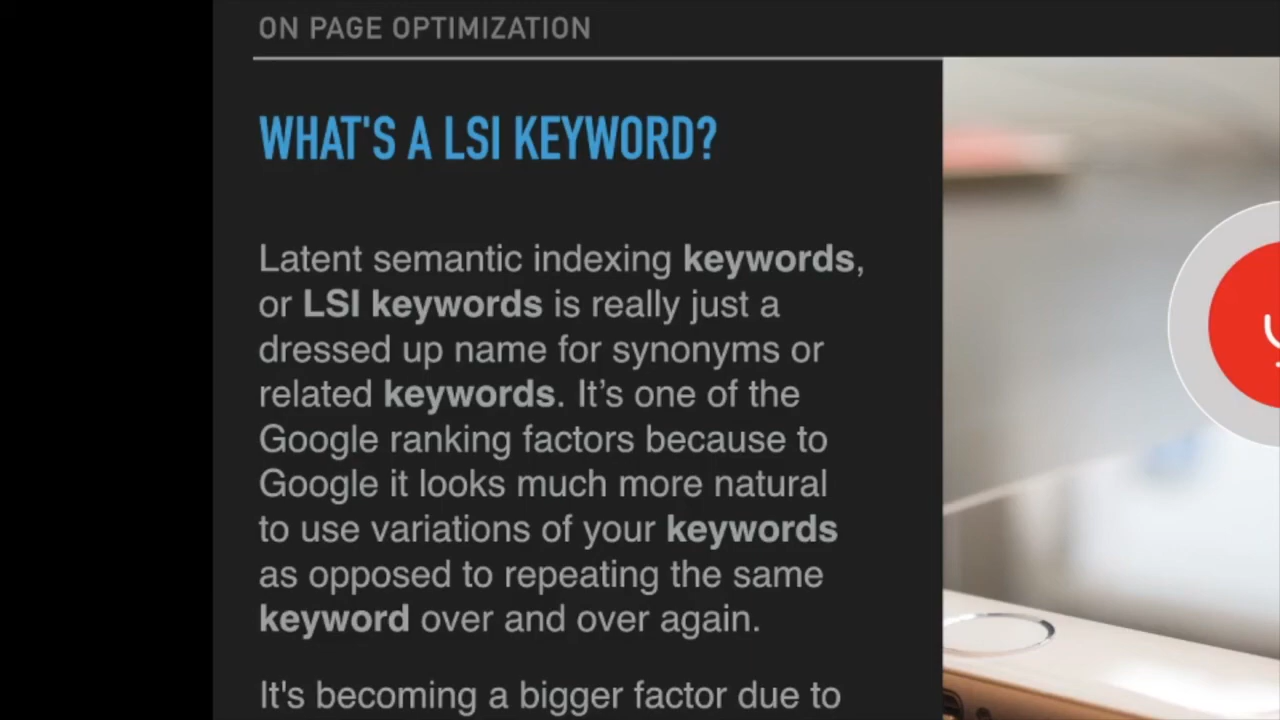 ON PAGE OPTIMIZATION
WHAT'S A LSI KEYWORD?
Latent semantic indexing keywords,
or LSI keywords is really just a
dressed up name for synonyms or
related keywords. It’s one of the
Google ranking factors because to
Google it looks much more natural
to use variations of your keywords
as opposed to repeating the same
keyword over and over again.
It's becoming a bigger factor due to